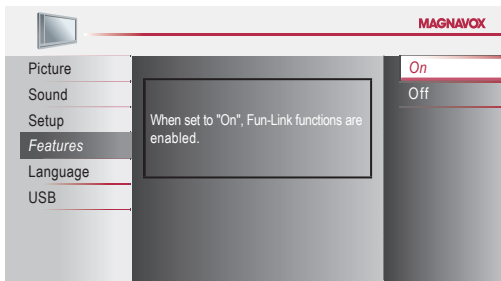 MAGNAVOX
Picture
Sound
Setup
Features
Language
USB
When set to "On", Fun-Link functions are
enabled.
On
Off